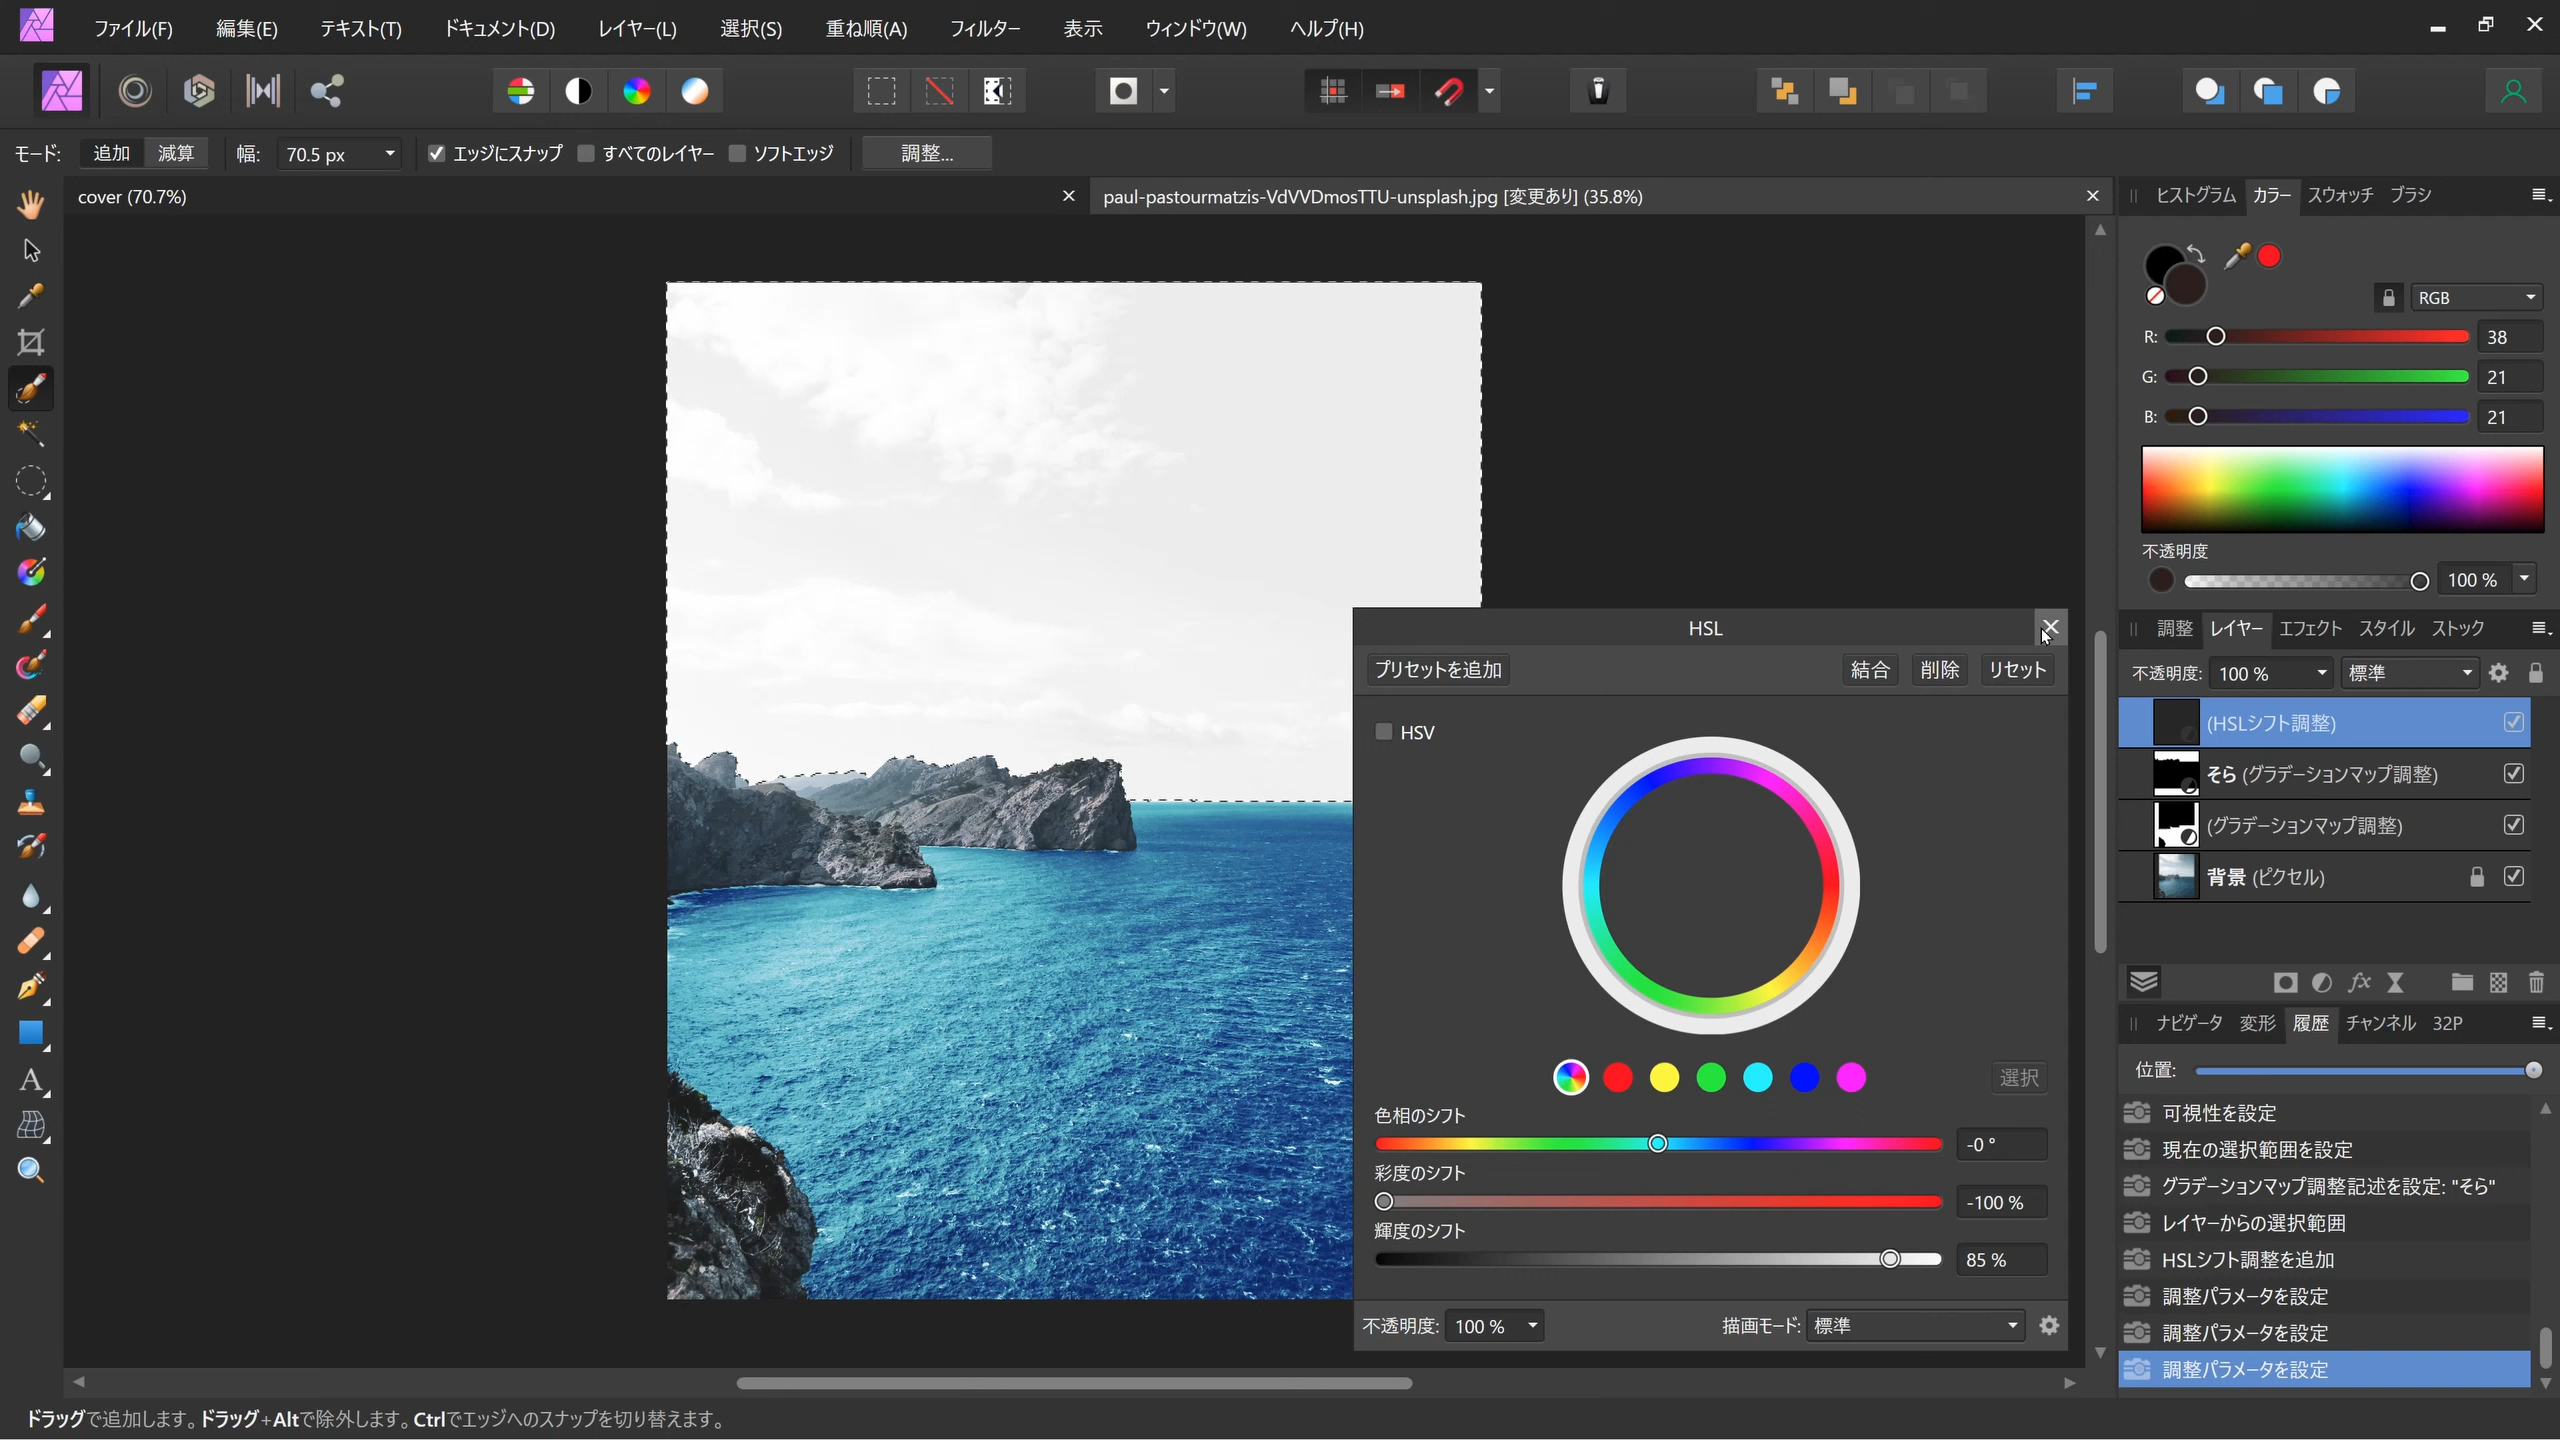 ファイル(F) 編集(E) テキスト(T) ドキュメント(D) レイヤー(L) 選択(S) 重ね順(A) フィルター 表示 ウィンドウ(W) ヘルプ(H)
モード: 追加 減算 幅: 70.5 px エッジにスナップ すべてのレイヤー ソフトエッジ 調整...
cover (70.7%)
paul-pastourmatzis-VdVVDmosTTU-unsplash.jpg [変更あり] (35.8%)
ヒストグラム カラー スウォッチ ブラシ
RGB
R: 38
G: 21
B: 21
不透明度
100 %
調整 レイヤー エフェクト スタイル ストック
不透明度: 100 % 標準
(HSLシフト調整)
そら (グラデーションマップ調整)
(グラデーションマップ調整)
背景 (ピクセル)
fx
ナビゲータ 変形 履歴 チャンネル 32P
位置:
可視性を設定
現在の選択範囲を設定
グラデーションマップ調整記述を設定: "そら"
レイヤーからの選択範囲
HSLシフト調整を追加
調整パラメータを設定
調整パラメータを設定
調整パラメータを設定
HSL
プリセットを追加 結合 削除 リセット
HSV
選択
色相のシフト
-0 °
彩度のシフト
-100 %
輝度のシフト
85 %
不透明度: 100 % 描画モード: 標準
A
ドラッグで追加します。ドラッグ+Altで除外します。Ctrlでエッジへのスナップを切り替えます。